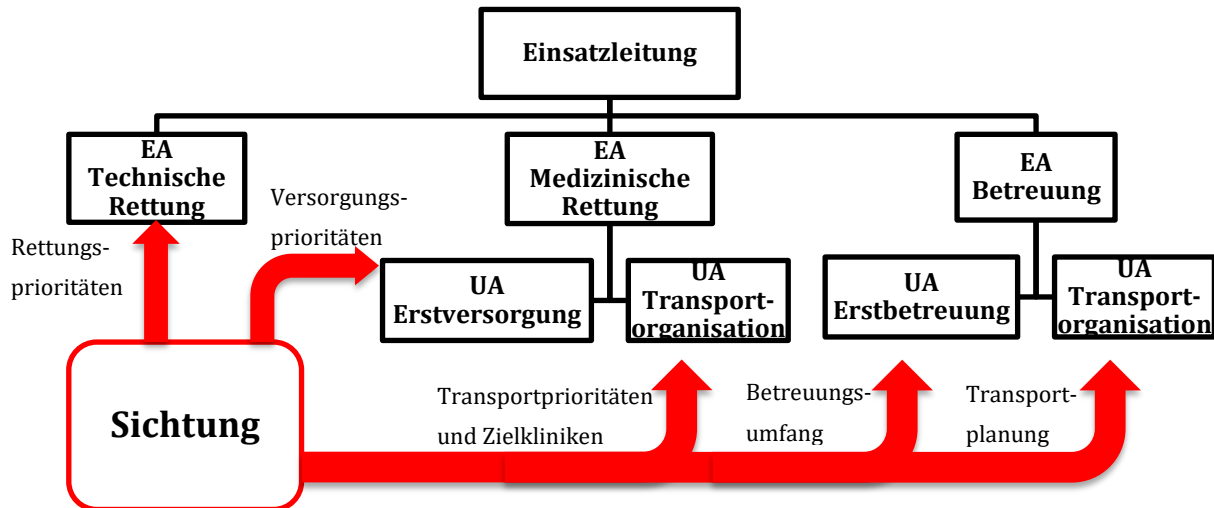 Einsatzleitung
EA
Technische
Rettung
EA
Medizinische
Rettung
EA
Betreuung
Versorgungs-
prioritäten
Rettungs-
prioritäten
UA
Erstversorgung
UA
Transport-
organisation
UA
Erstbetreuung
UA
Transport-
organisation
Sichtung
Transportprioritäten
und Zielkliniken
Betreuungs-
umfang
Transport-
planung